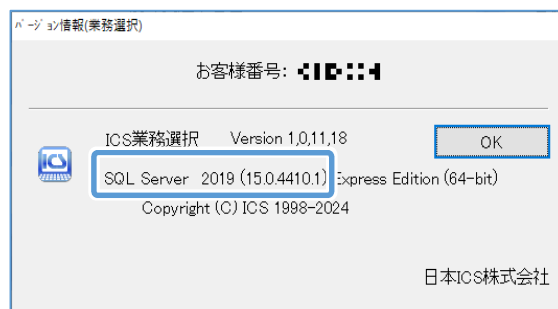 バージョン情報(業務選択)
お客様番号:
ICS
ICS業務選択 Version 1,0,11,18
OK
SQL Server 2019 (15.0.4410.1) Express Edition (64-bit)
Copyright (C) ICS 1998-2024
日本ICS株式会社